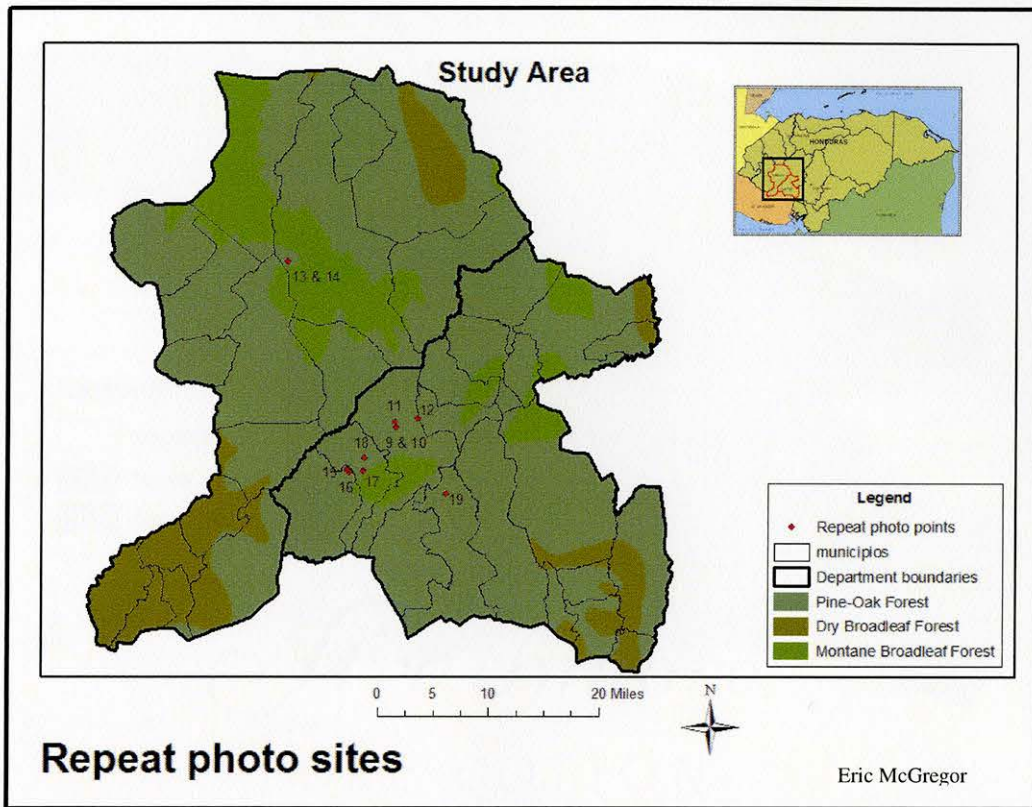 Study Area
HONDURAS
13 & 14
11
12
9 & 10
18
15
16
17
19
Legend
Repeat photo points
municipios
Department boundaries
Pine-Oak Forest
Dry Broadleaf Forest
Montane Broadleaf Forest
0 5 10 20 Miles
N
Repeat photo sites
Eric McGregor